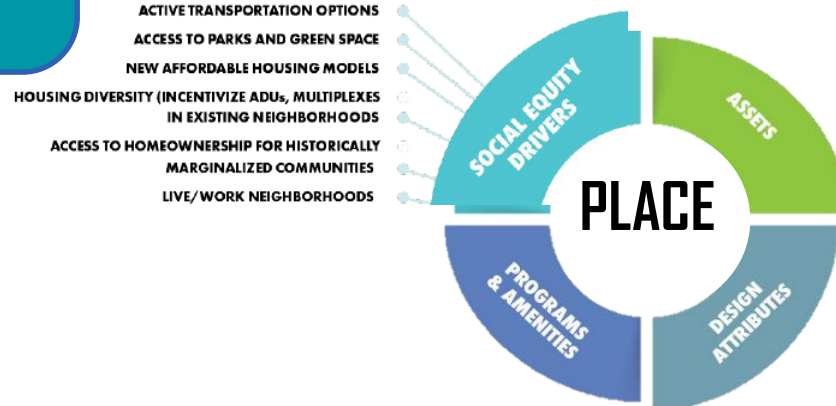 ACTIVE TRANSPORTATION OPTIONS
ACCESS TO PARKS AND GREEN SPACE
NEW AFFORDABLE HOUSING MODELS
HOUSING DIVERSITY (INCENTIVIZE ADUs, MULTIPLEXES
IN EXISTING NEIGHBORHOODS
ACCESS TO HOMEOWNERSHIP FOR HISTORICALLY
MARGINALIZED COMMUNITIES
LIVE/WORK NEIGHBORHOODS
SOCIAL EQUITY
DRIVERS
ASSETS
PLACE
PROGRAMS
& AMENITIES
DESIGN
ATTRIBUTES